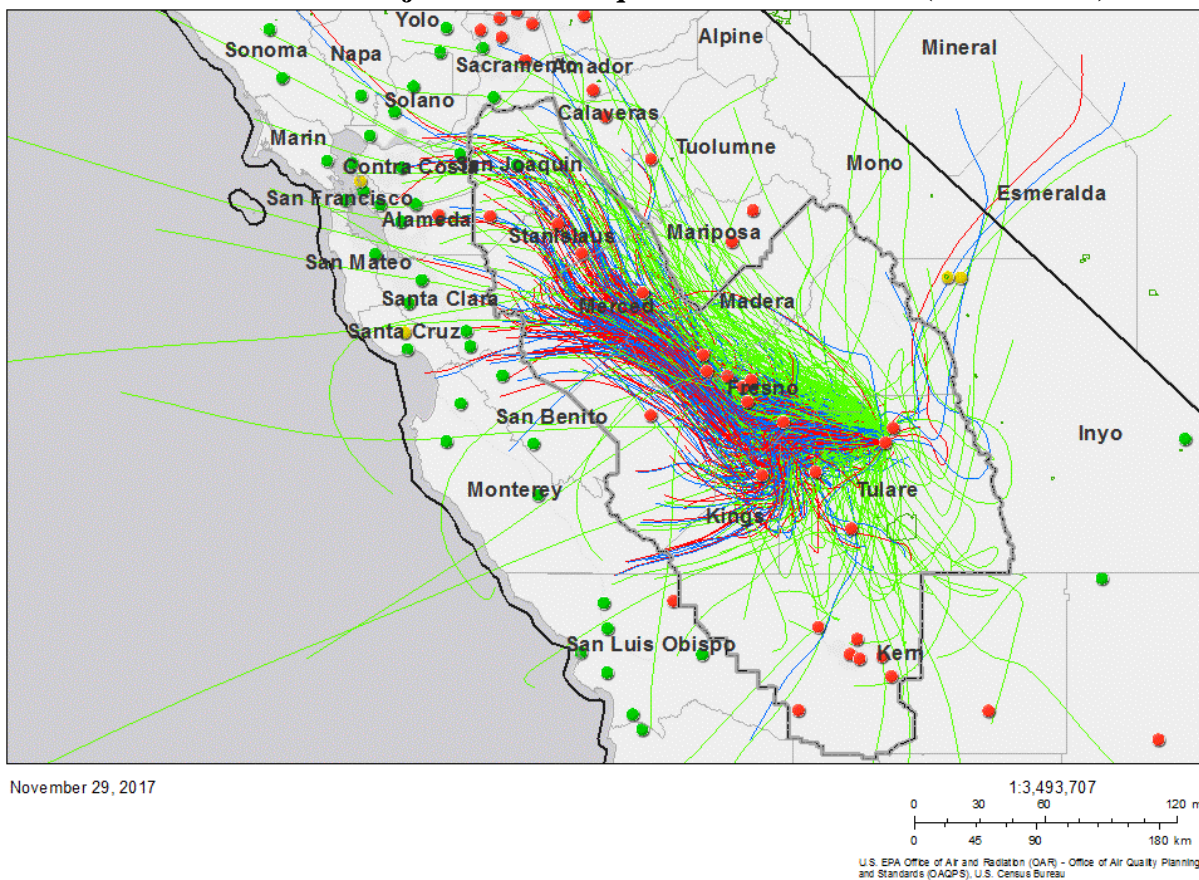 Yolo
Alpine
Mineral
Sonoma
Napa
Sacramento
Amador
Solano
Calaveras
Marin
Tuolumne
San Joaquin
Contra Costa
Mono
San Francisco
Esmeralda
Alameda
Stanislaus
Mariposa
San Mateo
Santa Clara
Merced
Madera
Santa Cruz
Fresno
San Benito
Inyo
Monterey
Tulare
Kings
San Luis Obispo
Kern
November 29, 2017
1:3,493,707
0 30 60 120 m
0 45 90 180 km
U.S. EPA Office of Air and Radiation (OAR) - Office of Air Quality Planning
and Standards (OAQPS), U.S. Census Bureau